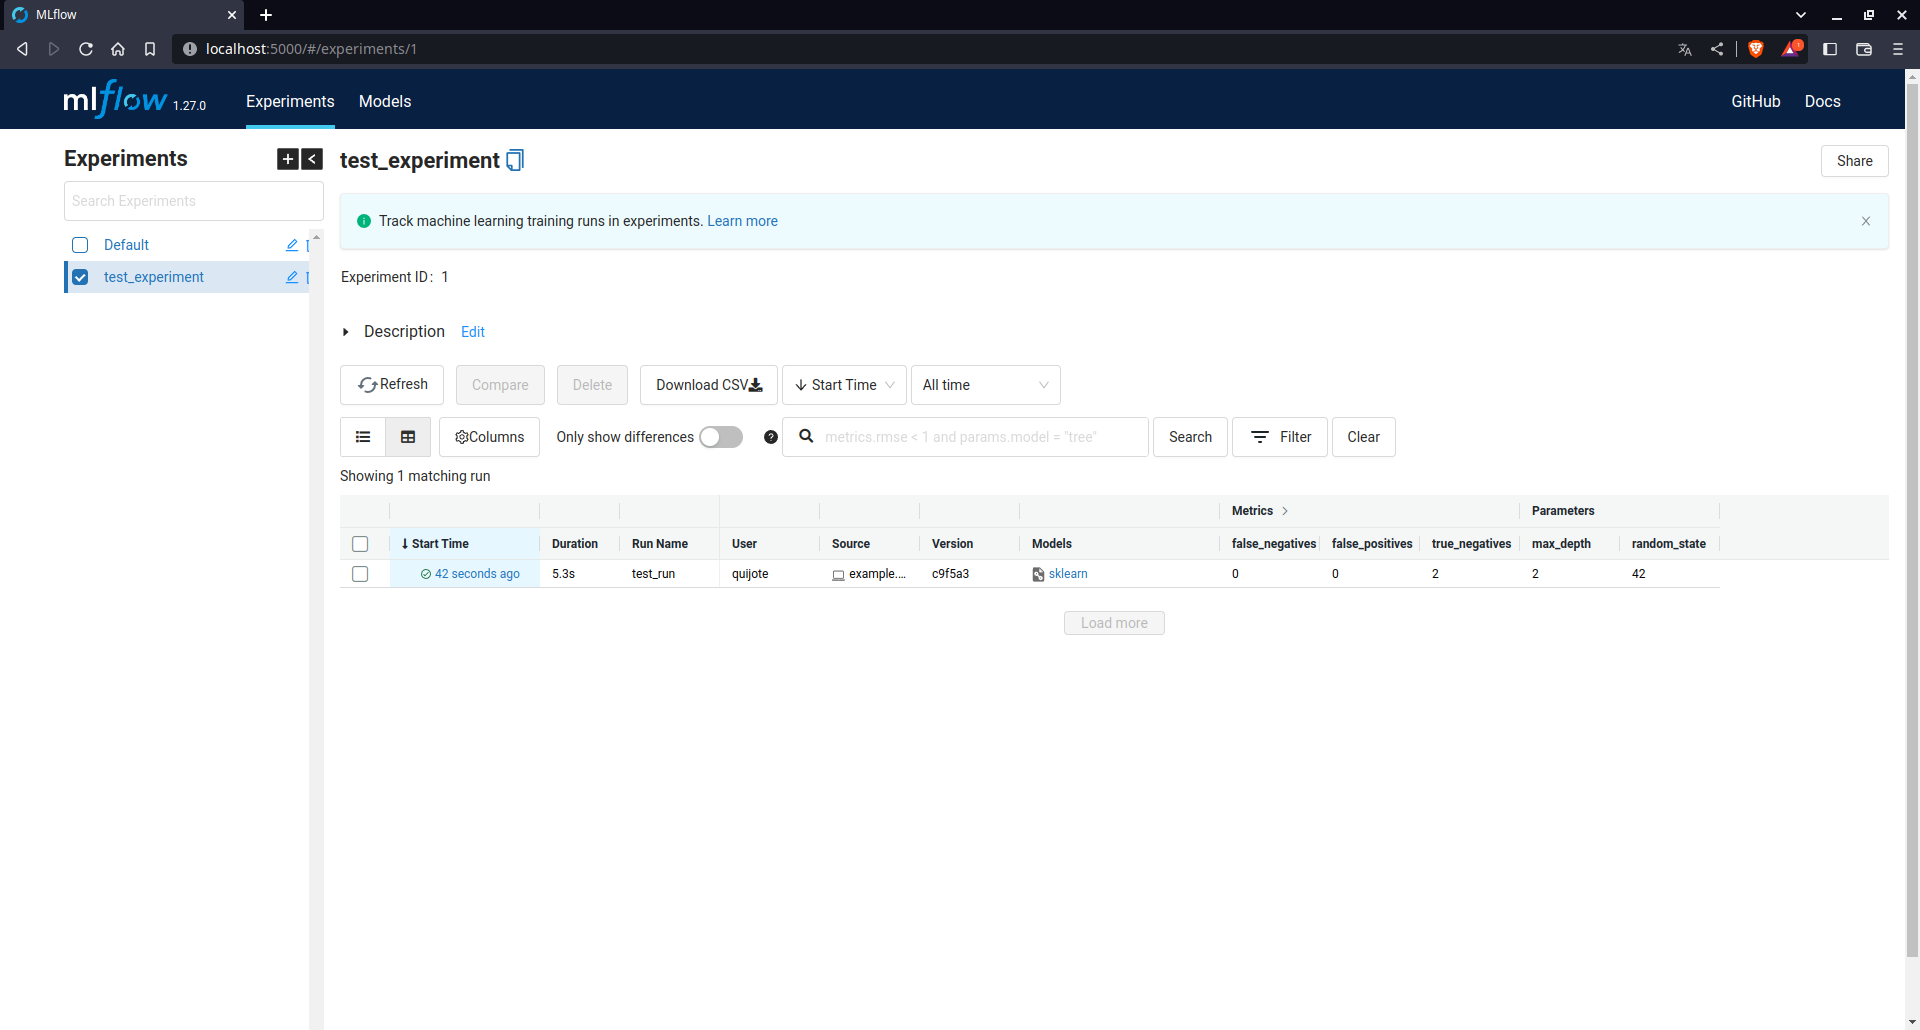 MLflow
localhost:5000/#/experiments/1
mlflow 1.27.0 Experiments Models GitHub Docs
Experiments
Search Experiments
Default
test_experiment
test_experiment
Share
Track machine learning training runs in experiments. Learn more
Experiment ID: 1
Description Edit
Refresh Compare Delete Download CSV Start Time All time
Columns Only show differences metrics.rmse < 1 and params.model = "tree" Search Filter Clear
Showing 1 matching run
Metrics Parameters
Start Time Duration Run Name User Source Version Models false_negatives false_positives true_negatives max_depth random_state
42 seconds ago 5.3s test_run quijote example.... c9f5a3 sklearn 0 0 2 2 42
Load more